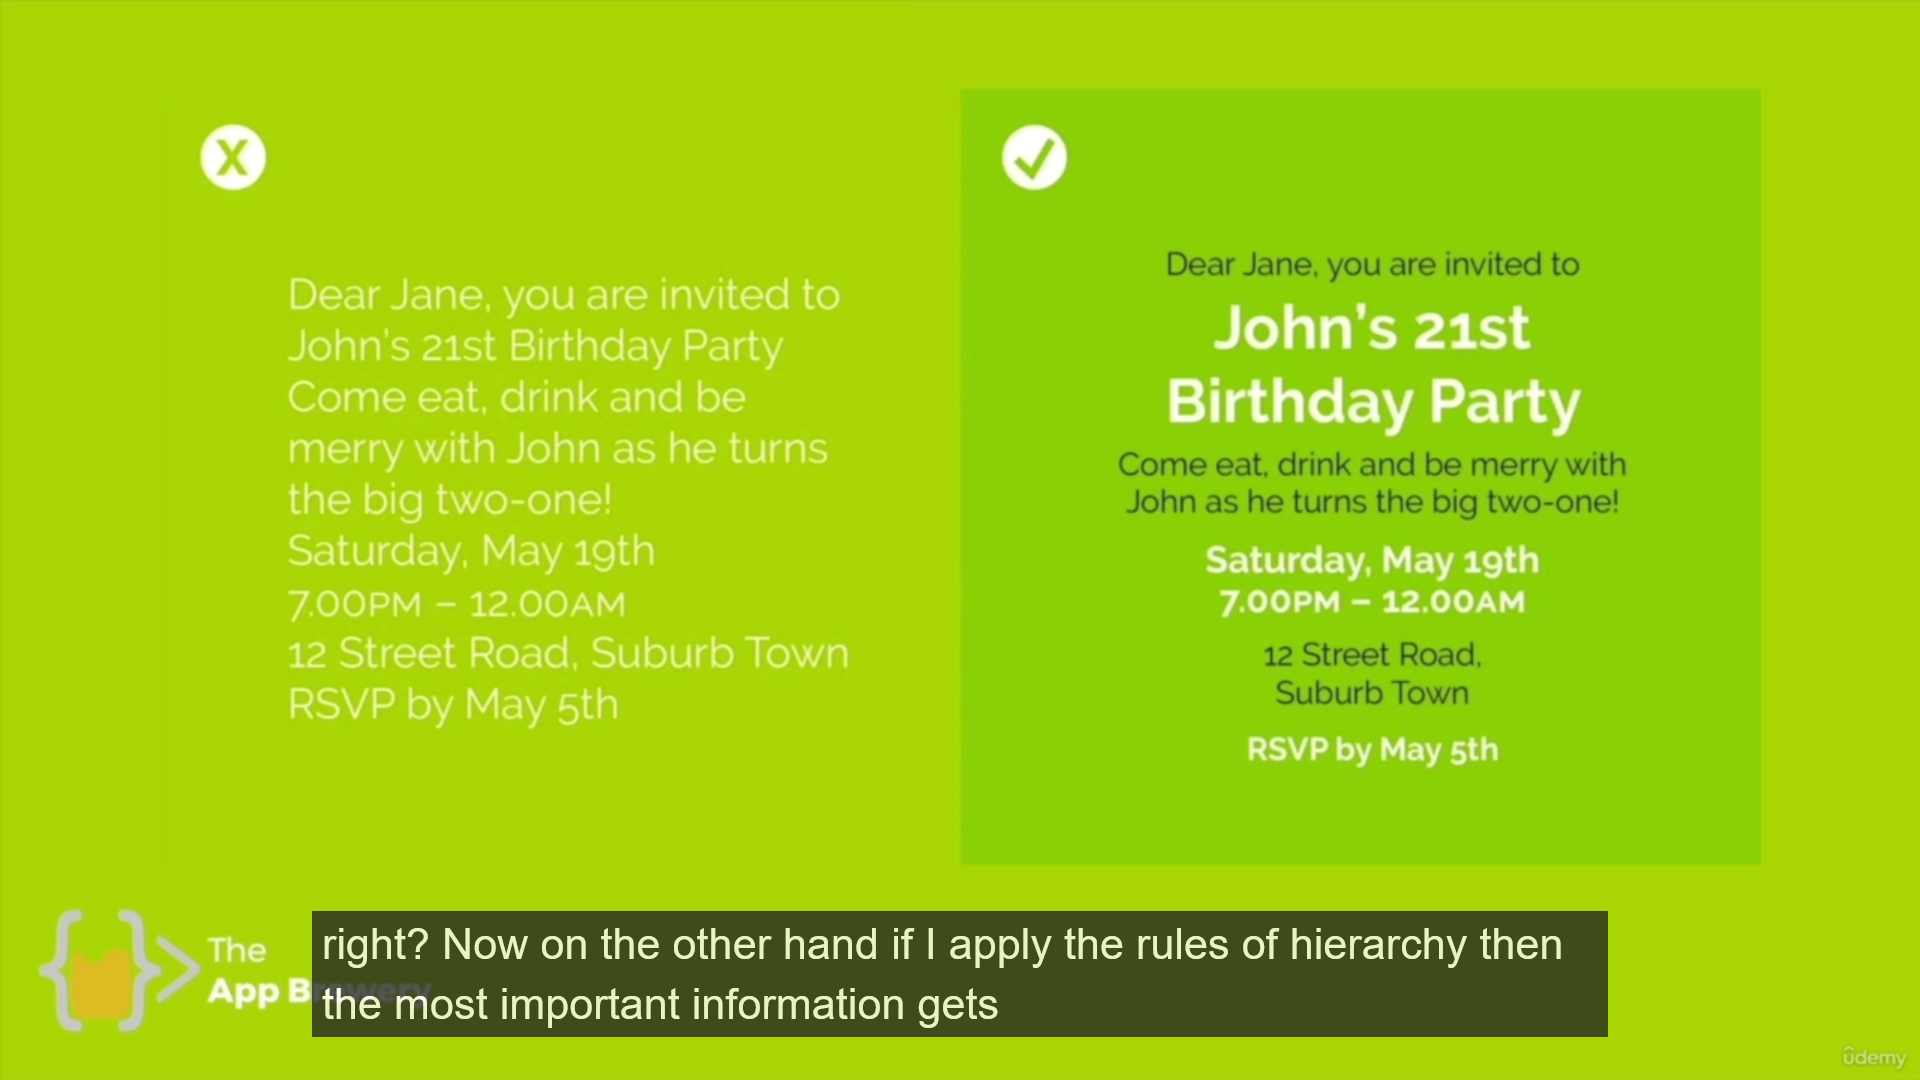 X
Dear Jane, you are invited to
John's 21st Birthday Party
Come eat, drink and be
merry with John as he turns
the big two-one!
Saturday, May 19th
7.00PM – 12.00AM
12 Street Road, Suburb Town
RSVP by May 5th
Dear Jane, you are invited to
John's 21st
Birthday Party
Come eat, drink and be merry with
John as he turns the big two-one!
Saturday, May 19th
7.00PM – 12.00AM
12 Street Road,
Suburb Town
RSVP by May 5th
The
App Brewery
right? Now on the other hand if I apply the rules of hierarchy then
the most important information gets
ûdemy